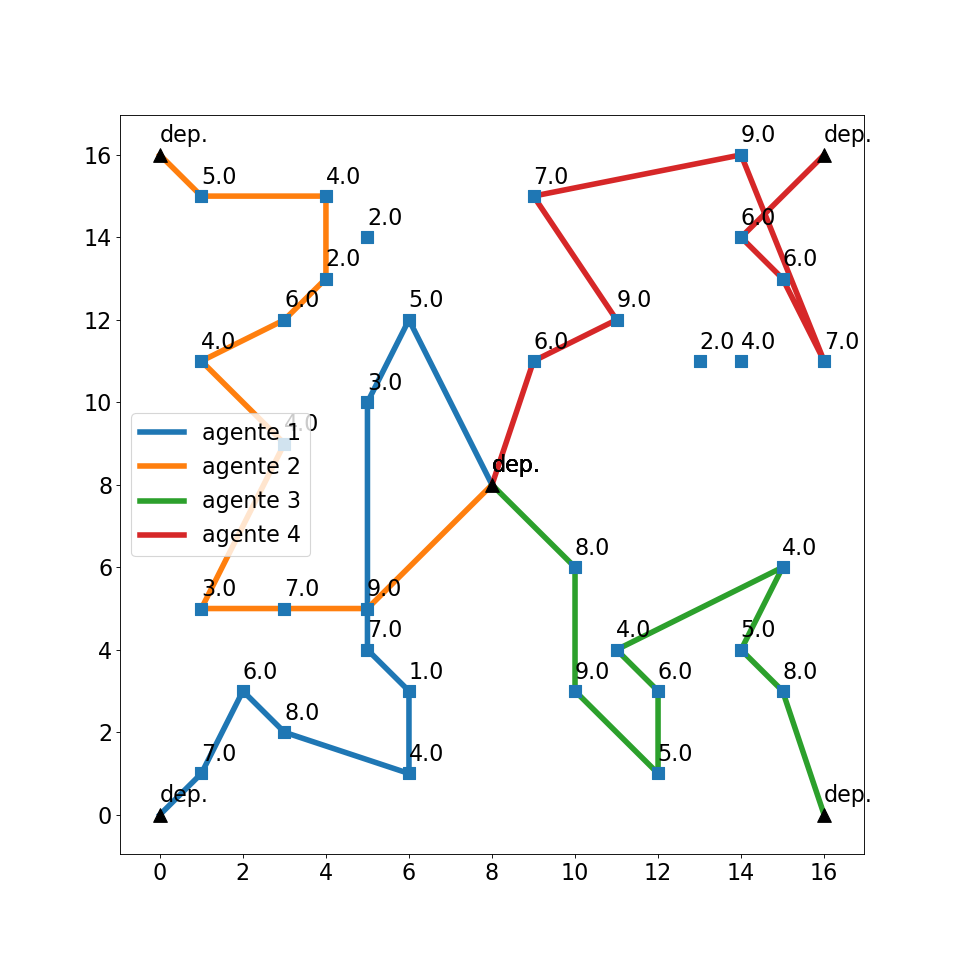 dep. 9.0 dep.
5.0 4.0 7.0
2.0 6.0
2.0 6.0
6.0 5.0 9.0
4.0 6.0 2.0 4.0 7.0
3.0
4.0
agente 1
agente 2
agente 3
agente 4
dep.
8.0 4.0
3.0 7.0 9.0
7.0 4.0 5.0
6.0 1.0 9.0 6.0 8.0
8.0
7.0 4.0 5.0
dep. dep.
16
14
12
10
8
6
4
2
0
0 2 4 6 8 10 12 14 16